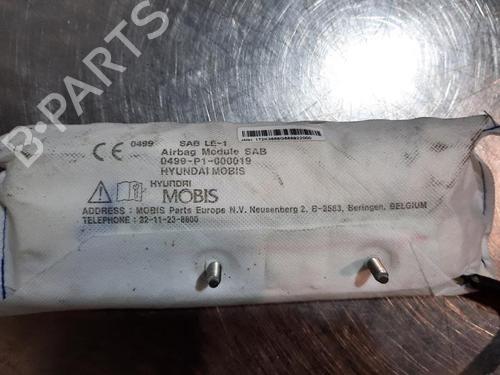 B-PARTS
CE 0499 SAB LE-1
Airbag Module SAB
0499-P1-000019
HYUNDAI MOBIS
HYUNDAI
MOBIS
ADDRESS : MOBIS Parts Europe N.V. Neusenberg 2, B-3583, Beringen, BELGIUM
TELEPHONE : 32-11-23-8800